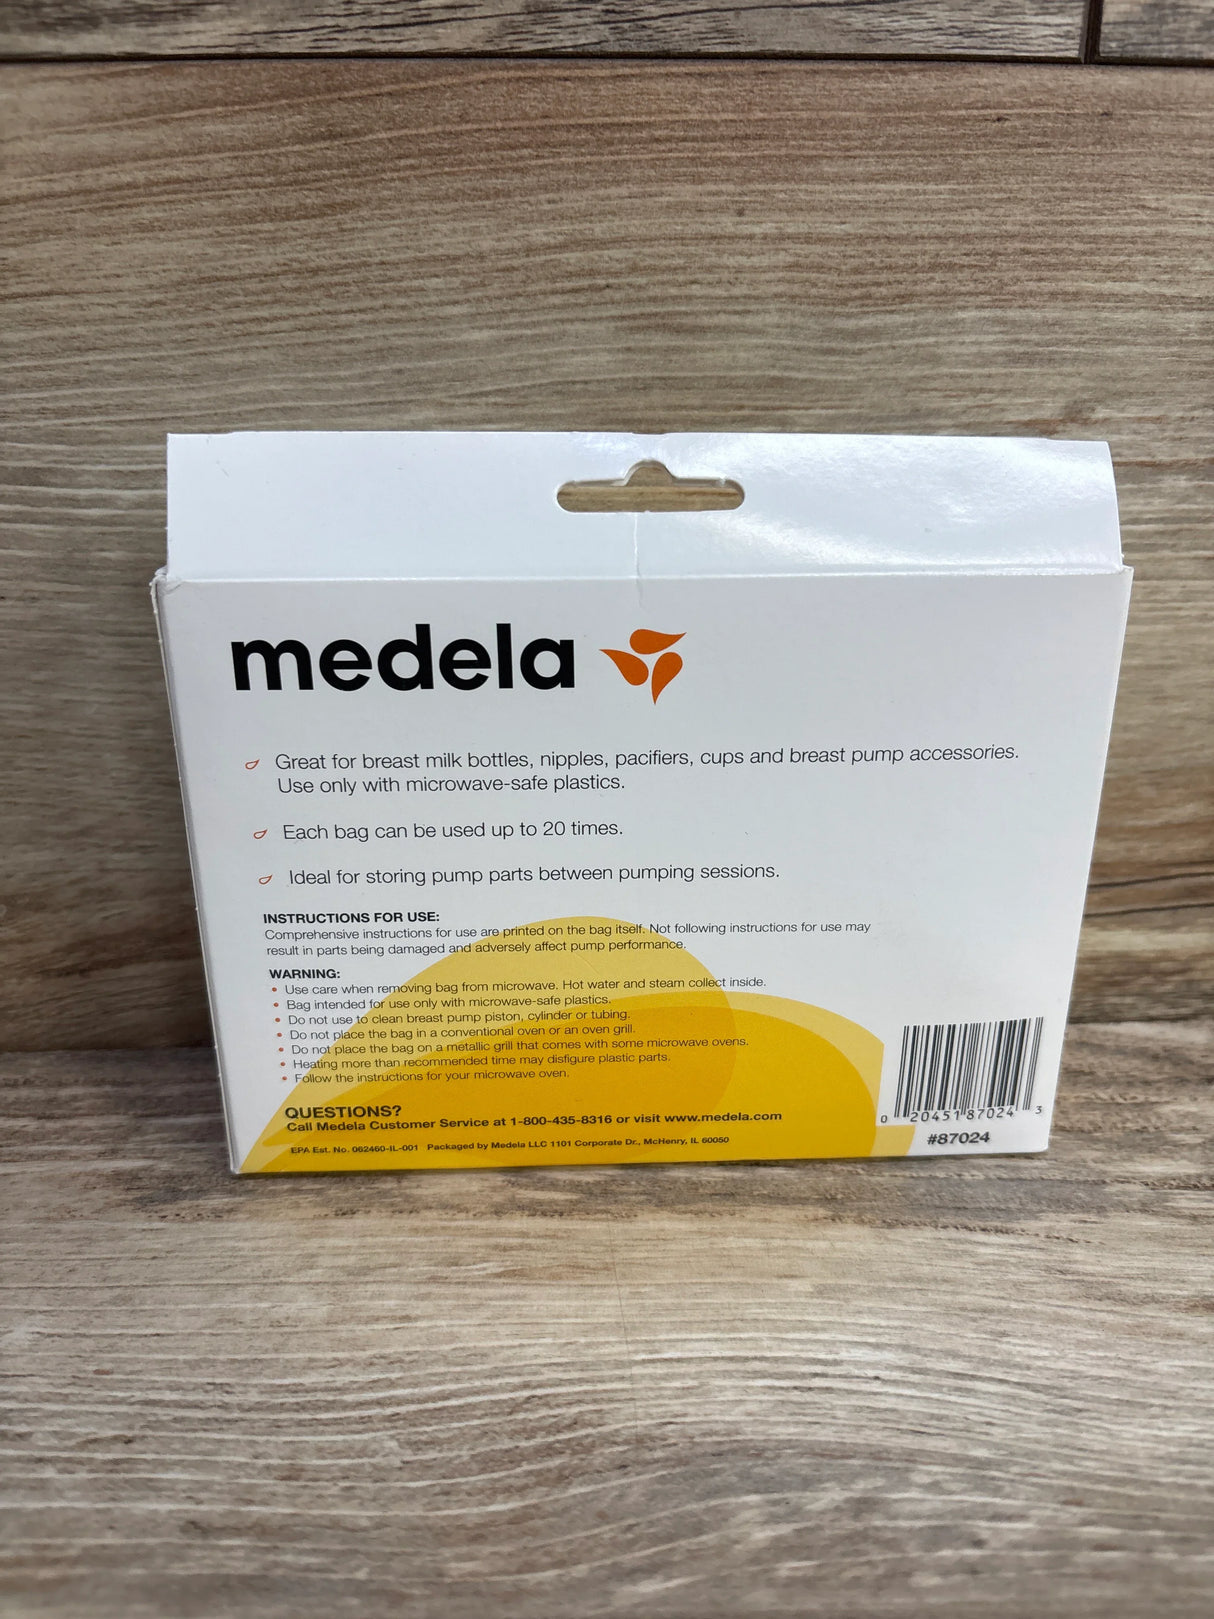 medela
Great for breast milk bottles, nipples, pacifiers, cups and breast pump accessories.
Use only with microwave-safe plastics.
Each bag can be used up to 20 times.
Ideal for storing pump parts between pumping sessions.
INSTRUCTIONS FOR USE:
Comprehensive instructions for use are printed on the bag itself. Not following instructions for use may
result in parts being damaged and adversely affect pump performance.
WARNING:
• Use care when removing bag from microwave. Hot water and steam collect inside.
• Bag intended for use only with microwave-safe plastics.
• Do not use to clean breast pump piston, cylinder or tubing.
• Do not place the bag in a conventional oven or an oven grill.
• Do not place the bag on a metallic grill that comes with some microwave ovens.
• Heating more than recommended time may disfigure plastic parts.
• Follow the instructions for your microwave oven.
QUESTIONS?
Call Medela Customer Service at 1-800-435-8316 or visit www.medela.com
EPA Est. No. 062460-IL-001 Packaged by Medela LLC 1101 Corporate Dr., McHenry, IL 60050
0 20451 87024 3
#87024